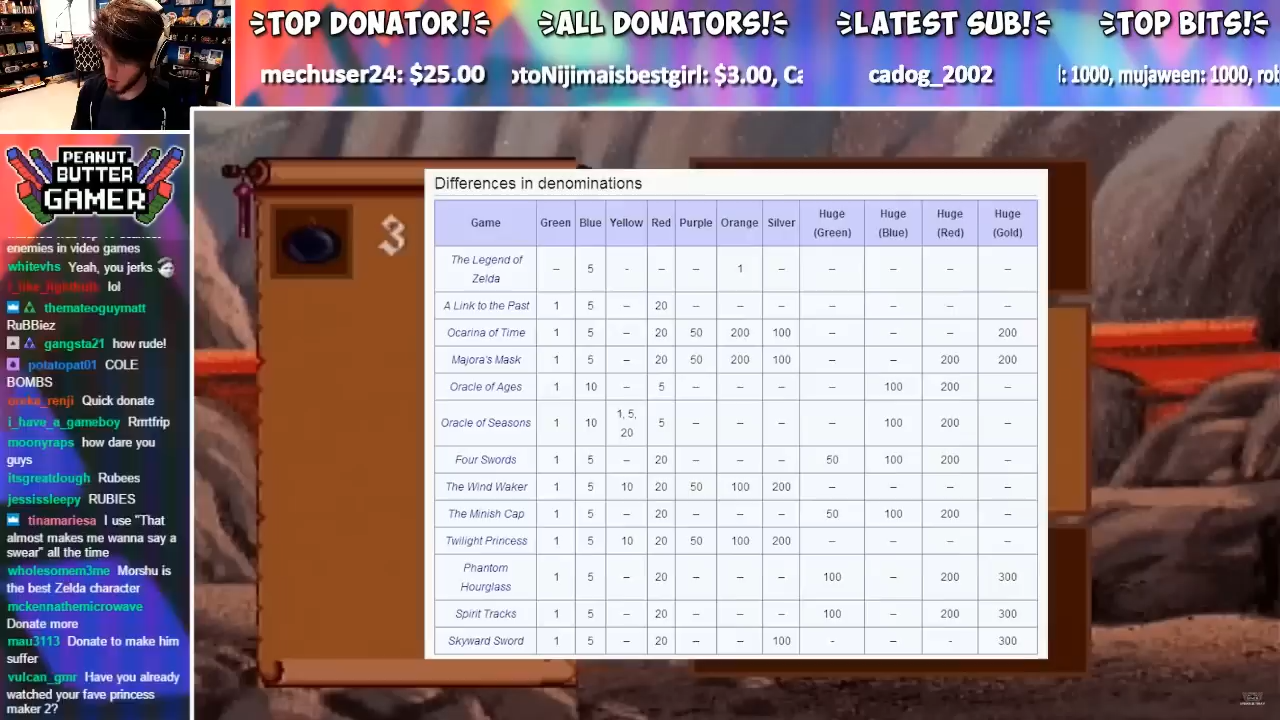 TOP DONATOR!
ALL DONATORS!
LATEST SUB!
TOP BITS!
mechuser24: $25.00
otoNijimaisbestgirl: $3.00, Ca
cadog_2002
: 1000, mujaween: 1000, rob
PEANUT
BUTTER
GAMER
enemies in video games
whitevhs Yeah, you jerks
lol
themateoguymatt
RuBBiez
gangsta21 how rude!
potatopat01 COLE
BOMBS
Quick donate
i_have_a_gameboy Rrrrtfrip
moonyraps how dare you
guys
itsgreatdough Rubees
jessissleepy RUBIES
tinamariesa I use "That
almost makes me wanna say a
swear" all the time
wholesomem3me Morshu is
the best Zelda character
mckennathemicrowave
Donate more
mau3113 Donate to make him
suffer
vulcan_gmr Have you already
watched your fave princess
maker 2?
3
Differences in denominations
Game Green Blue Yellow Red Purple Orange Silver Huge (Green) Huge (Blue) Huge (Red) Huge (Gold)
The Legend of Zelda – 5 - – – 1 – – – – –
A Link to the Past 1 5 – 20 – – – – –
Ocarina of Time 1 5 – 20 50 200 100 – – – 200
Majora's Mask 1 5 – 20 50 200 100 – – 200 200
Oracle of Ages 1 10 – 5 – – – – 100 200 –
Oracle of Seasons 1 10 1, 5, 20 5 – – – – 100 200 –
Four Swords 1 5 – 20 – – – 50 100 200 –
The Wind Waker 1 5 10 20 50 100 200 – – – –
The Minish Cap 1 5 – 20 – – – 50 100 200 –
Twilight Princess 1 5 10 20 50 100 200 – – – –
Phantom Hourglass 1 5 – 20 – – – 100 – 200 300
Spirit Tracks 1 5 – 20 – – – 100 – 200 300
Skyward Sword 1 5 – 20 – – 100 - - - 300